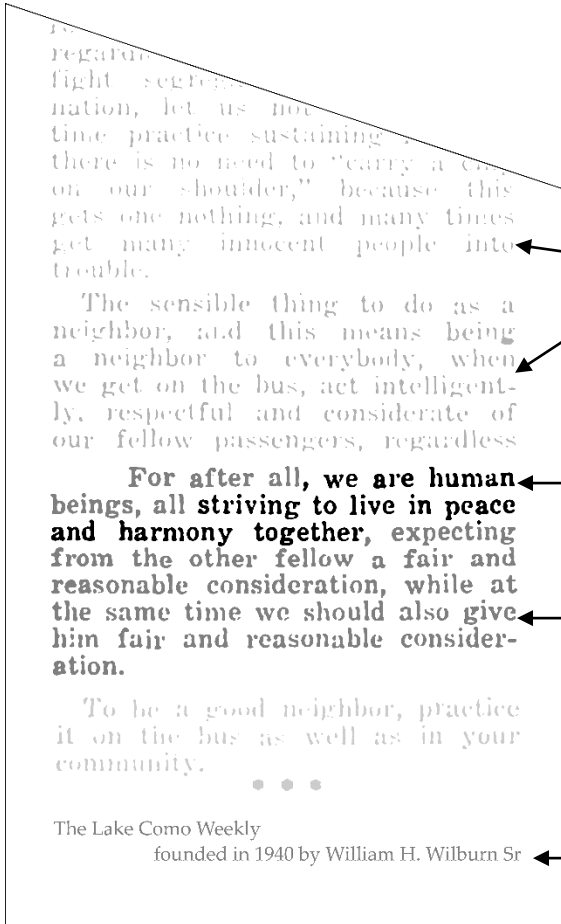 regardin
fight segrega
nation, let us not
time practice sustaining
there is no need to "carry a chip
on our shoulder," because this
gets one nothing, and many times
get many innocent people into
trouble.
The sensible thing to do as a
neighbor, and this means being
a neighbor to everybody, when
we get on the bus, act intelligent-
ly, respectful and considerate of
our fellow passengers, regardless
For after all, we are human
beings, all striving to live in peace
and harmony together, expecting
from the other fellow a fair and
reasonable consideration, while at
the same time we should also give
him fair and reasonable consider-
ation.
To be a good neighbor, practice
it on the bus as well as in your
community.
The Lake Como Weekly
founded in 1940 by William H. Wilburn Sr